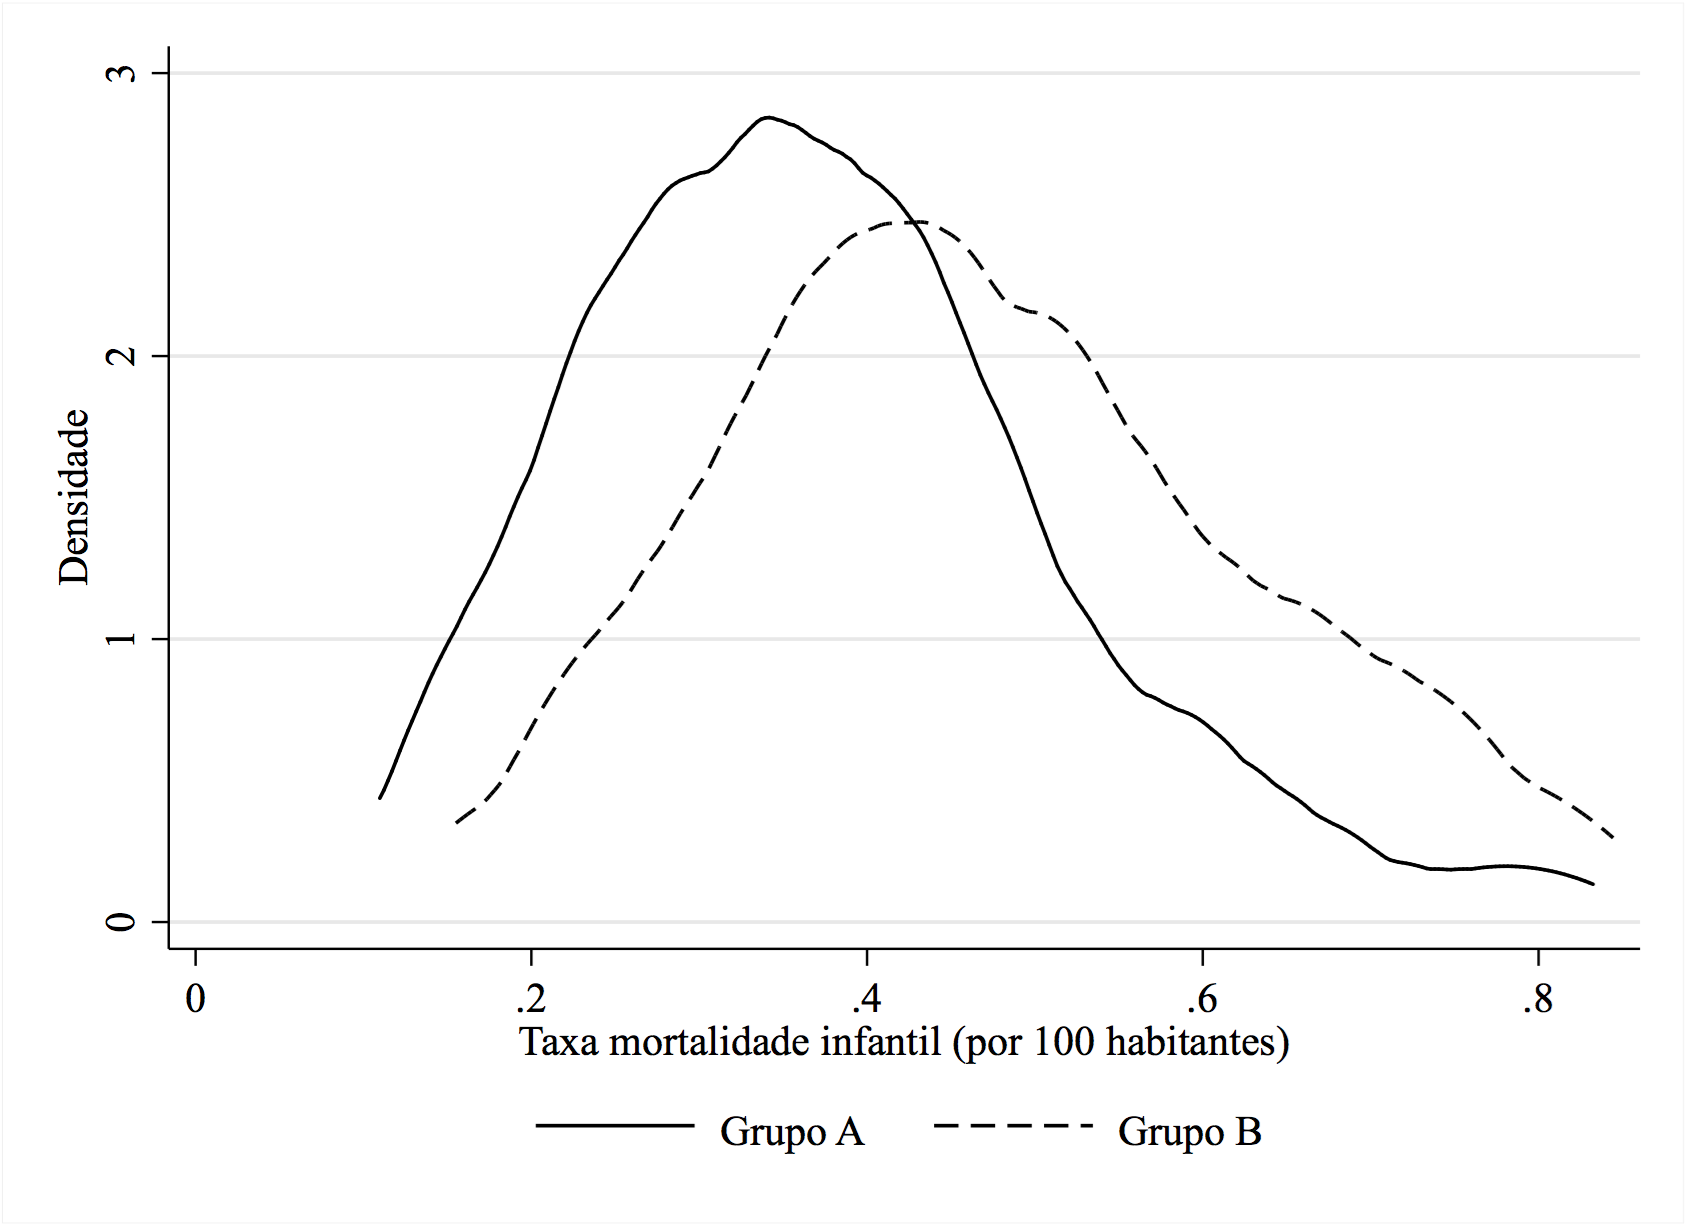 3
2
1
0
Densidade
0 .2 .4 .6 .8
Taxa mortalidade infantil (por 100 habitantes)
Grupo A Grupo B